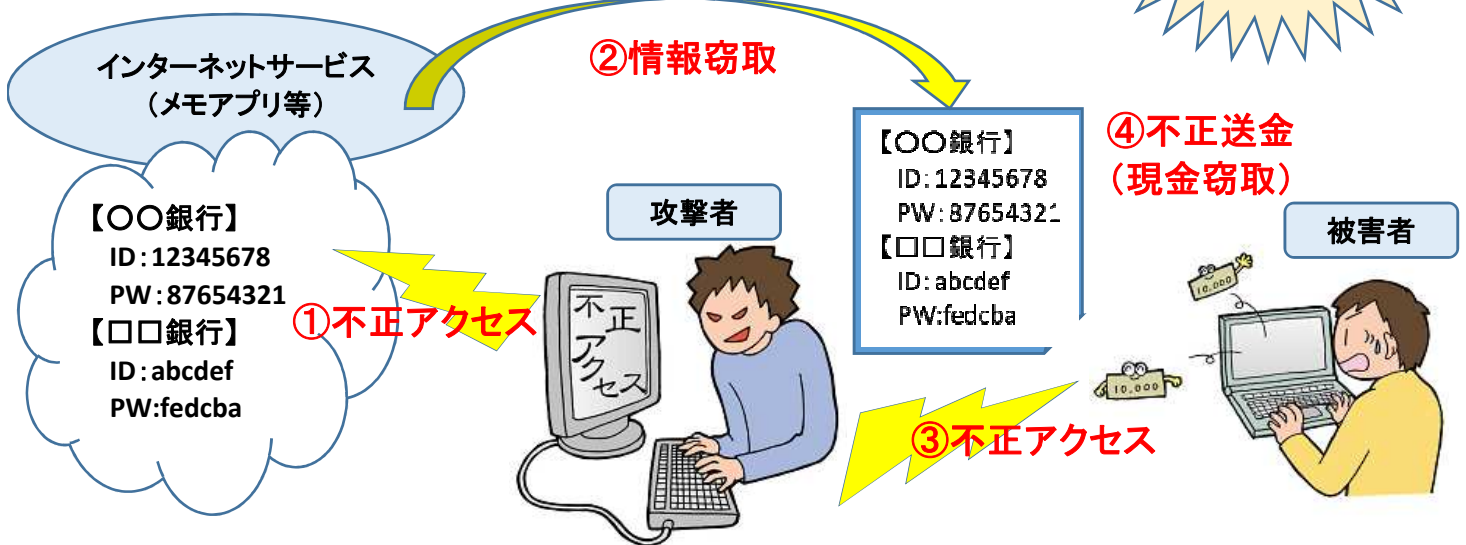 インターネットサービス
(メモアプリ等)
【〇〇銀行】
ID:12345678
PW:87654321
【□□銀行】
ID:abcdef
PW:fedcba
①不正アクセス
②情報窃取
攻撃者
不正
アクセス
【〇〇銀行】
ID:12345678
PW:87654321
【□□銀行】
ID:abcdef
PW:fedcba
③不正アクセス
④不正送金
(現金窃取)
被害者
10,000
10,000